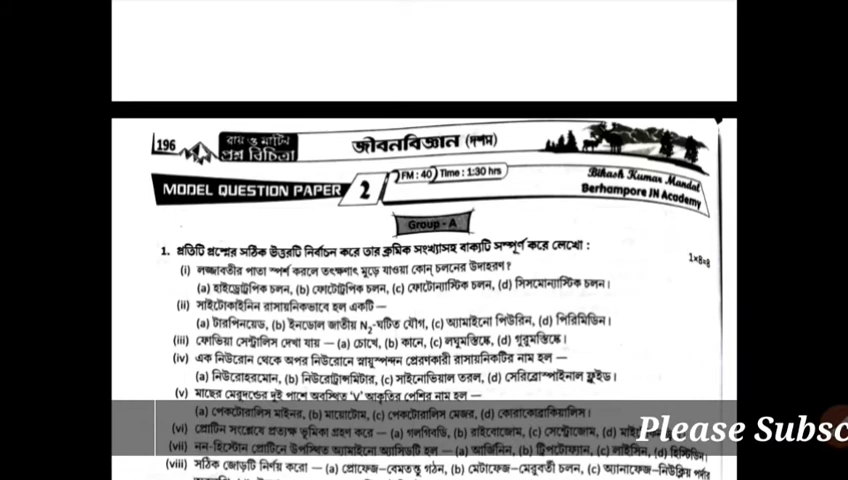 196
রায় ও মার্টিন
প্রশ্ন বিচিত্রা
জীবনবিজ্ঞান (দশম)
MODEL QUESTION PAPER 2
FM : 40 Time : 1:30 hrs
Bikash Kumar Mandal
Berhampore JN Academy
Group - A
1. প্রতিটি প্রশ্নের সঠিক উত্তরটি নির্বাচন করে তার ক্রমিক সংখ্যাসহ বাক্যটি সম্পূর্ণ করে লেখো : 1×8=8
(i) লজ্জাবতীর পাতা স্পর্শ করলে তৎক্ষণাৎ মুড়ে যাওয়া কোন্ চলনের উদাহরণ?
(a) হাইড্রোট্রপিক চলন, (b) ফোটোট্রপিক চলন, (c) ফোটোন্যাস্টিক চলন, (d) সিসমোন্যাস্টিক চলন।
(ii) সাইটোকাইনিন রাসায়নিকভাবে হল একটি—
(a) টারপিনয়েড, (b) ইনডোল জাতীয় N₂-ঘটিত যৌগ, (c) অ্যামাইনো পিউরিন, (d) পিরিমিডিন।
(iii) ফোভিয়া সেন্ট্রালিস দেখা যায় — (a) চোখে, (b) কানে, (c) লঘুমস্তিষ্কে, (d) গুরুমস্তিষ্কে।
(iv) এক নিউরোন থেকে অপর নিউরোনে স্নায়ুস্পন্দন প্রেরণকারী রাসায়নিকটির নাম হল—
(a) নিউরোহরমোন, (b) নিউরোট্রান্সমিটার, (c) সাইনোভিয়াল তরল, (d) সেরিব্রোস্পাইনাল ফ্লুইড।
(v) মাছের মেরুদণ্ডের দুই পাশে অবস্থিত 'V' আকৃতির পেশির নাম হল—
(a) পেকটোরালিস মাইনর, (b) মায়োটোম, (c) পেকটোরালিস মেজর, (d) কোরাকোব্রাকিয়ালিস।
(vi) প্রোটিন সংশ্লেষে প্রত্যক্ষ ভূমিকা গ্রহণ করে — (a) গলগিবডি, (b) রাইবোজোম, (c) সেন্ট্রোজোম, (d)
Please Subsc
(vii) নন-হিস্টোন প্রোটিনে উপস্থিত অ্যামাইনো অ্যাসিডটি হল — (a) আর্জিনিন, (b) ট্রিপটোফ্যান, (c) লাইসিন, (d) হিস্টিডিন।
(viii) সঠিক জোড়টি নির্ণয় করো — (a) প্রোফেজ-বেমতন্তু গঠন, (b) মেটাফেজ-মেরুবর্তী চলন, (c) অ্যানাফেজ-নিউক্লিয় পর্দার